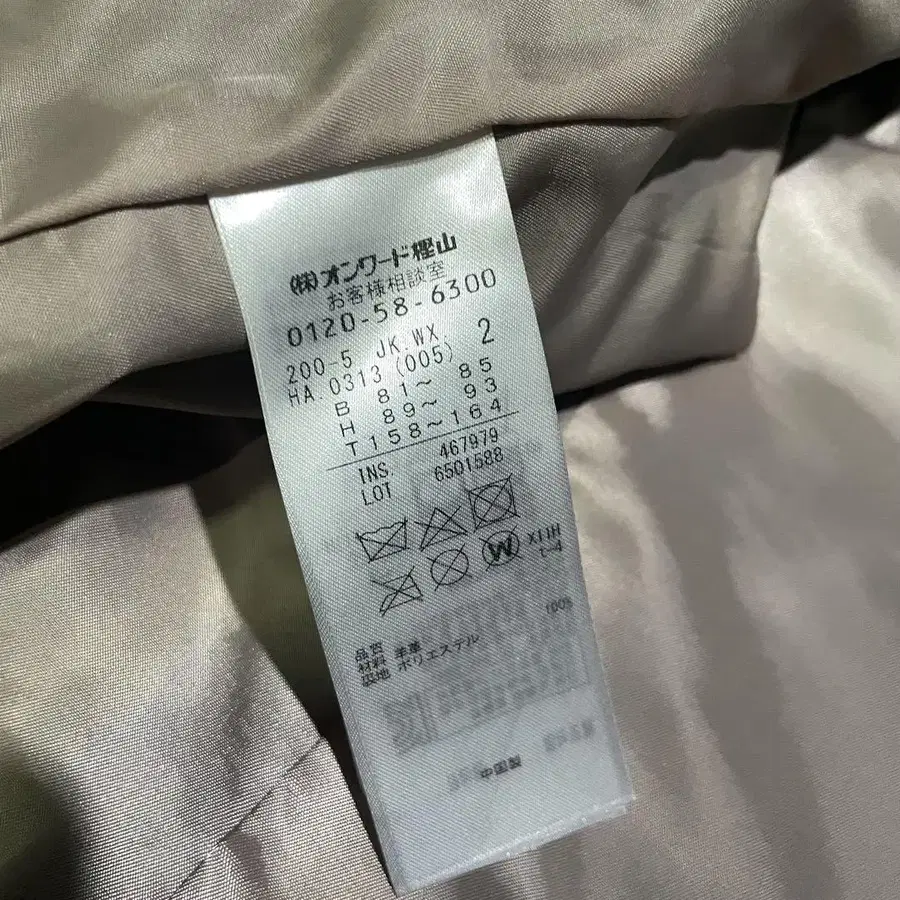 ㈱オンワード樫山
お客様相談室
0120-58-6300
200-5 JK.WX 2
HA 0313 (005)
B 81～ 85
H 89～ 93
T158～164
INS. 467979
LOT 6501588
W
品質
材料 羊革
裏地 ポリエステル 100%
中国製